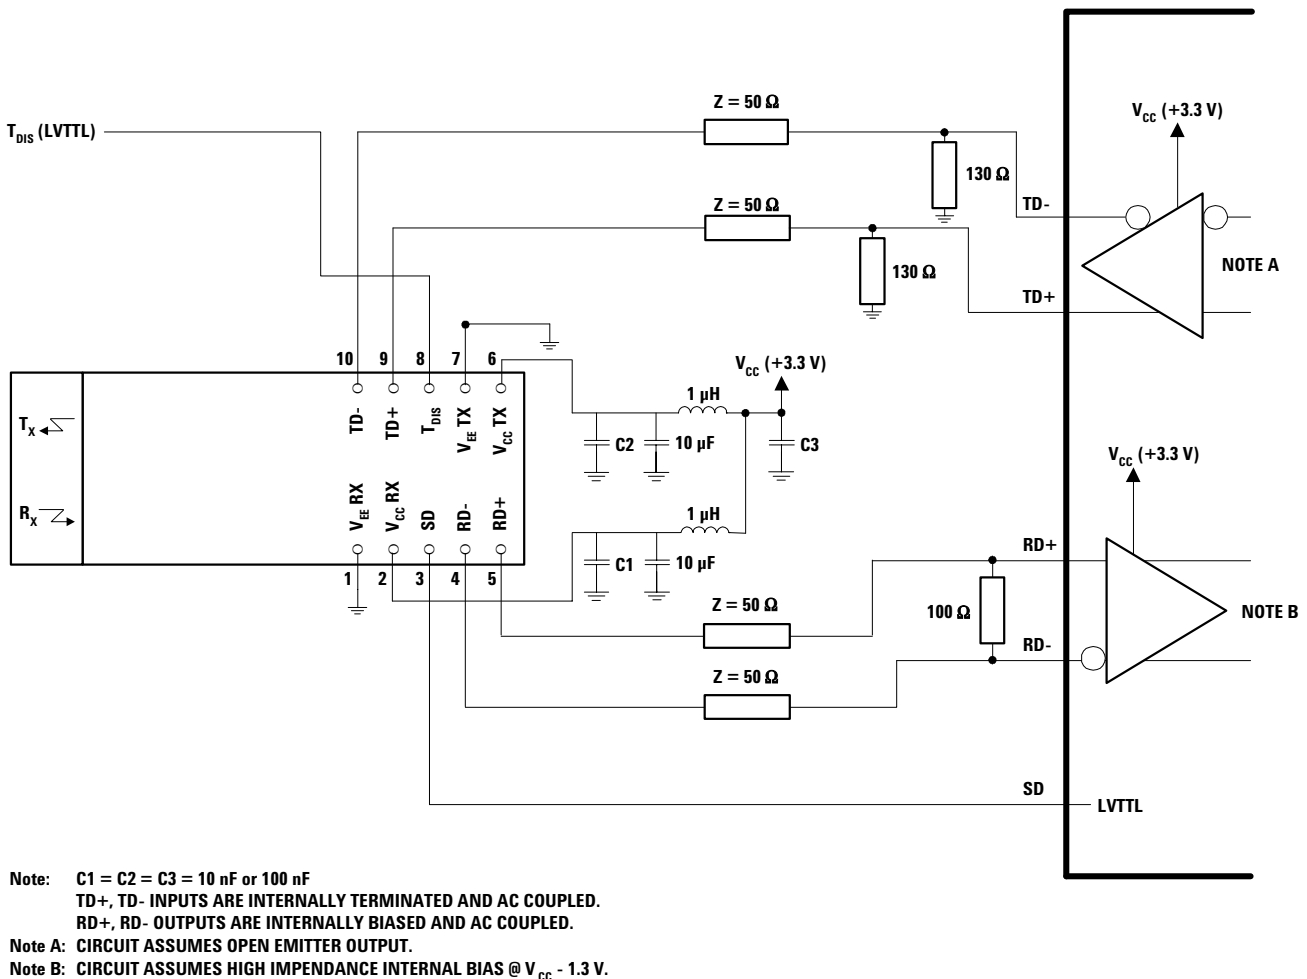 Z = 50 Ω
V_CC (+3.3 V)
T_DIS (LVTTL)
130 Ω
Z = 50 Ω
TD-
NOTE A
130 Ω
TD+
10 9 8 7 6
V_CC (+3.3 V)
1 µH
T_X
TD-
TD+
T_DIS
V_EE TX
V_CC TX
C2
10 µF
C3
V_CC (+3.3 V)
R_X
V_EE RX
V_CC RX
SD
RD-
RD+
1 µH
RD+
C1
10 µF
1 2 3 4 5
Z = 50 Ω
100 Ω
NOTE B
RD-
Z = 50 Ω
SD
LVTTL
Note: C1 = C2 = C3 = 10 nF or 100 nF
TD+, TD- INPUTS ARE INTERNALLY TERMINATED AND AC COUPLED.
RD+, RD- OUTPUTS ARE INTERNALLY BIASED AND AC COUPLED.
Note A: CIRCUIT ASSUMES OPEN EMITTER OUTPUT.
Note B: CIRCUIT ASSUMES HIGH IMPENDANCE INTERNAL BIAS @ V_CC - 1.3 V.